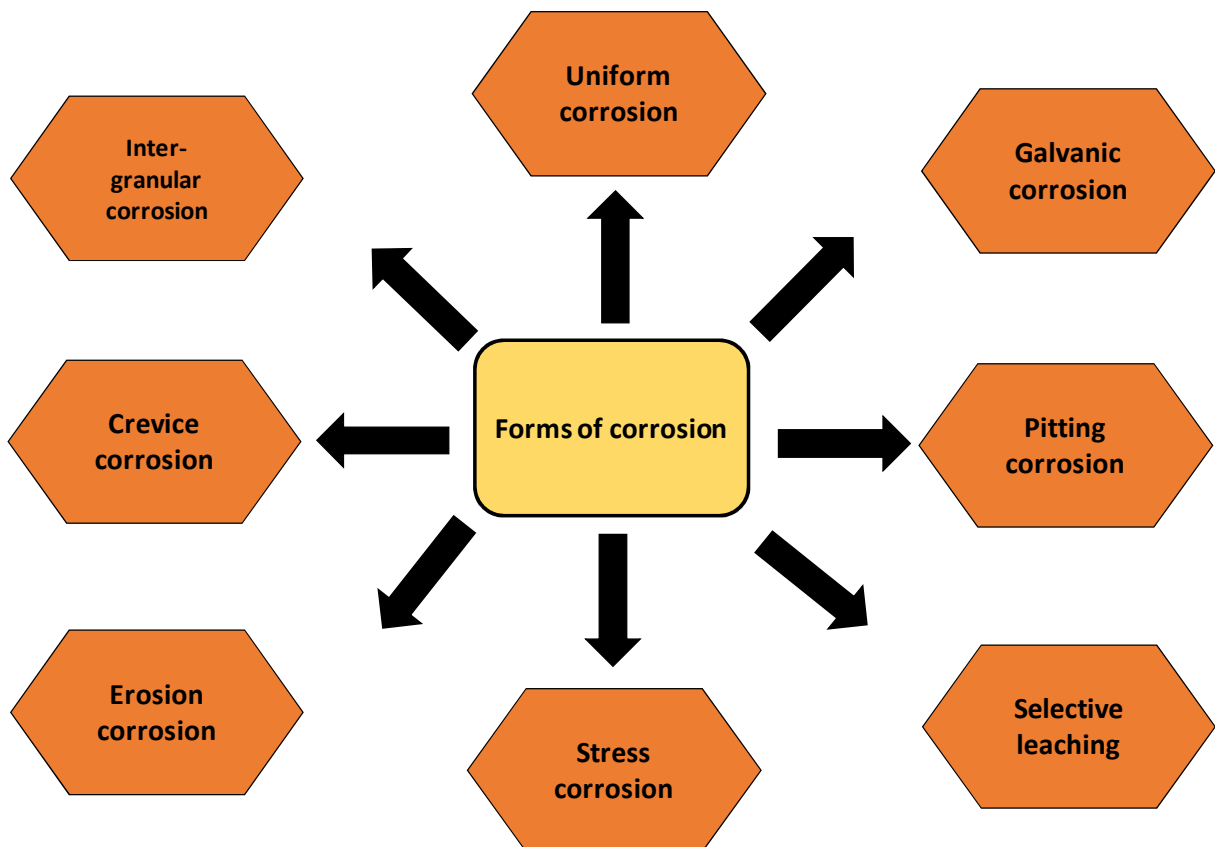 Uniform
corrosion
Inter-
granular
corrosion
Galvanic
corrosion
Crevice
corrosion
Forms of corrosion
Pitting
corrosion
Erosion
corrosion
Stress
corrosion
Selective
leaching